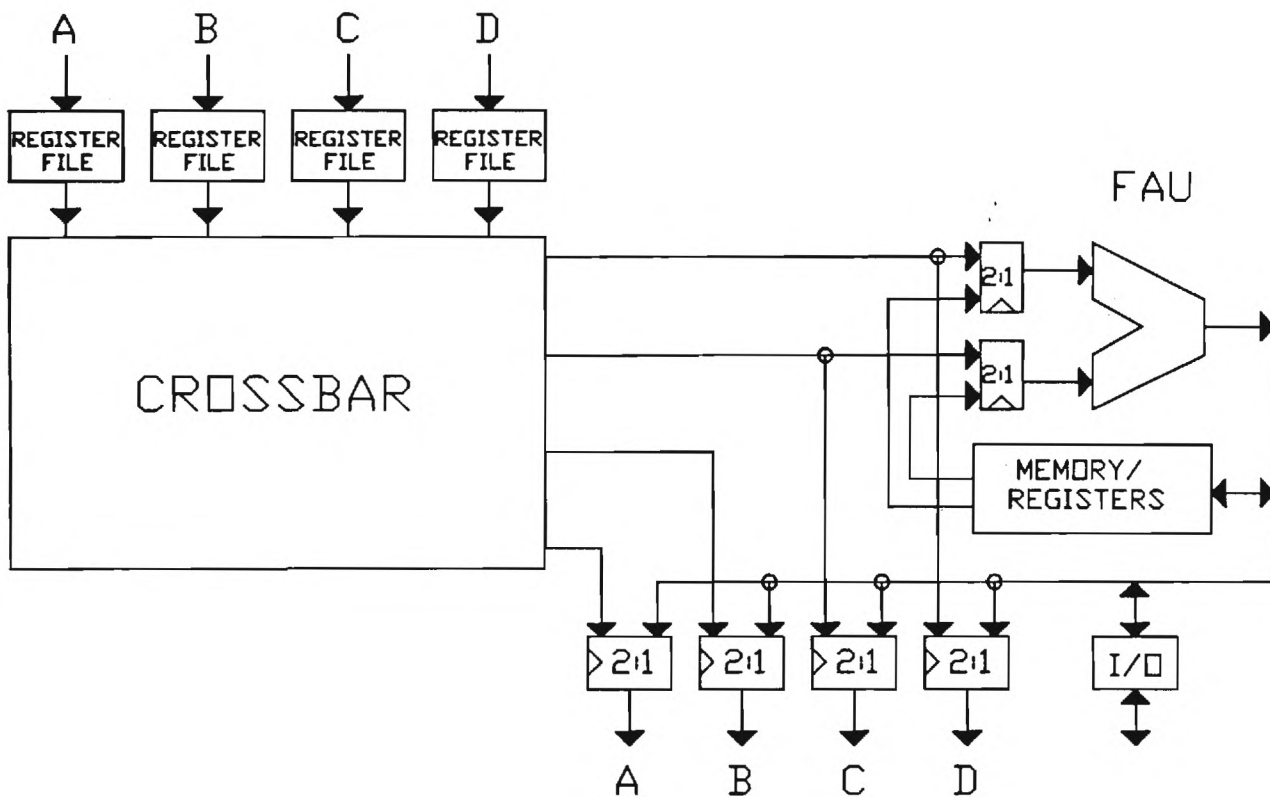 A B C D
REGISTER FILE
REGISTER FILE
REGISTER FILE
REGISTER FILE
FAU
2:1
CROSSBAR
2:1
MEMORY/
REGISTERS
2:1 2:1 2:1 2:1 I/O
A B C D